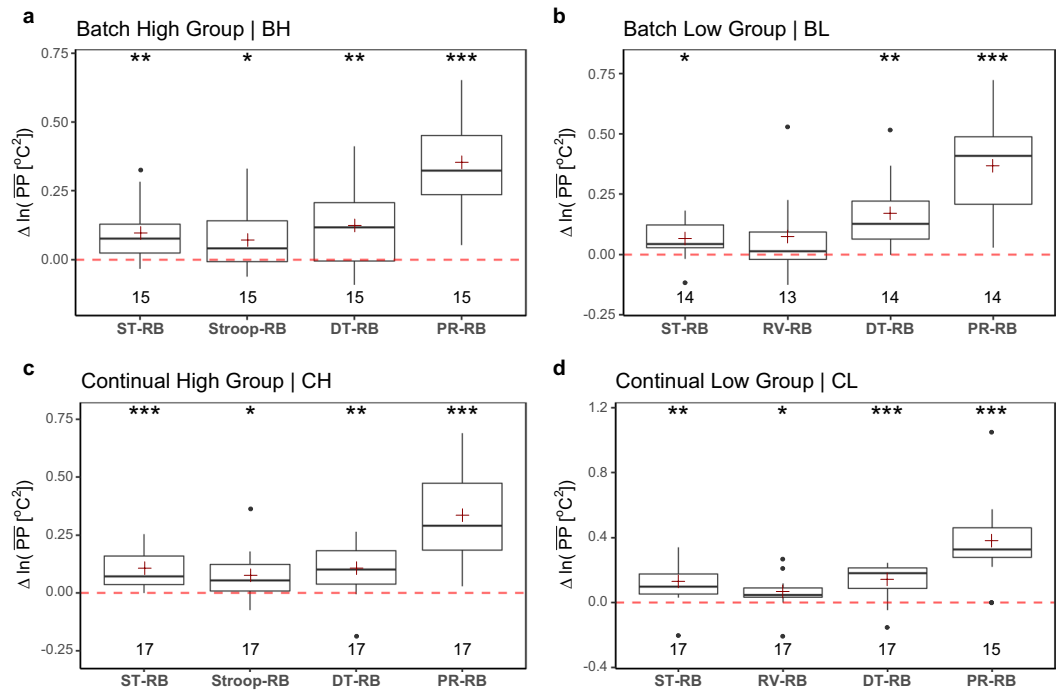 a
Batch High Group | BH
0.75
0.50
0.25
0.00
Δ ln( PP [°C²])
** * ** ***
15 15 15 15
ST-RB Stroop-RB DT-RB PR-RB
b
Batch Low Group | BL
0.75
0.50
0.25
0.00
-0.25
Δ ln( PP [°C²])
* ** ***
14 13 14 14
ST-RB RV-RB DT-RB PR-RB
c
Continual High Group | CH
0.75
0.50
0.25
0.00
-0.25
Δ ln( PP [°C²])
*** * ** ***
17 17 17 17
ST-RB Stroop-RB DT-RB PR-RB
d
Continual Low Group | CL
1.2
0.8
0.4
0.0
-0.4
Δ ln( PP [°C²])
** * *** ***
17 17 17 15
ST-RB RV-RB DT-RB PR-RB